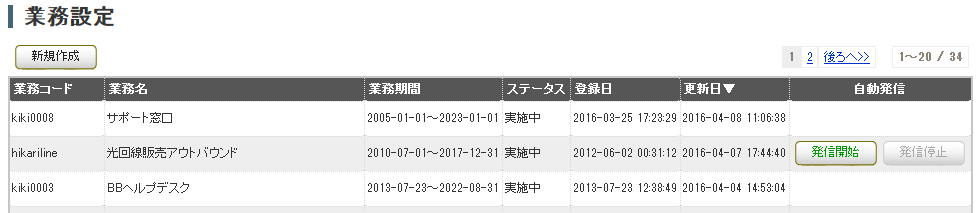 業務設定
新規作成 1 2 後ろへ>> 1～20 / 34
業務コード 業務名 業務期間 ステータス 登録日 更新日▼ 自動発信
kiki0008 サポート窓口 2005-01-01～2023-01-01 実施中 2016-03-25 17:23:29 2016-04-08 11:06:38
hikariline 光回線販売アウトバウンド 2010-07-01～2017-12-31 実施中 2012-06-02 00:31:12 2016-04-07 17:44:40 発信開始 発信停止
kiki0003 BBヘルプデスク 2013-07-23～2022-08-31 実施中 2013-07-23 12:38:49 2016-04-04 14:53:04